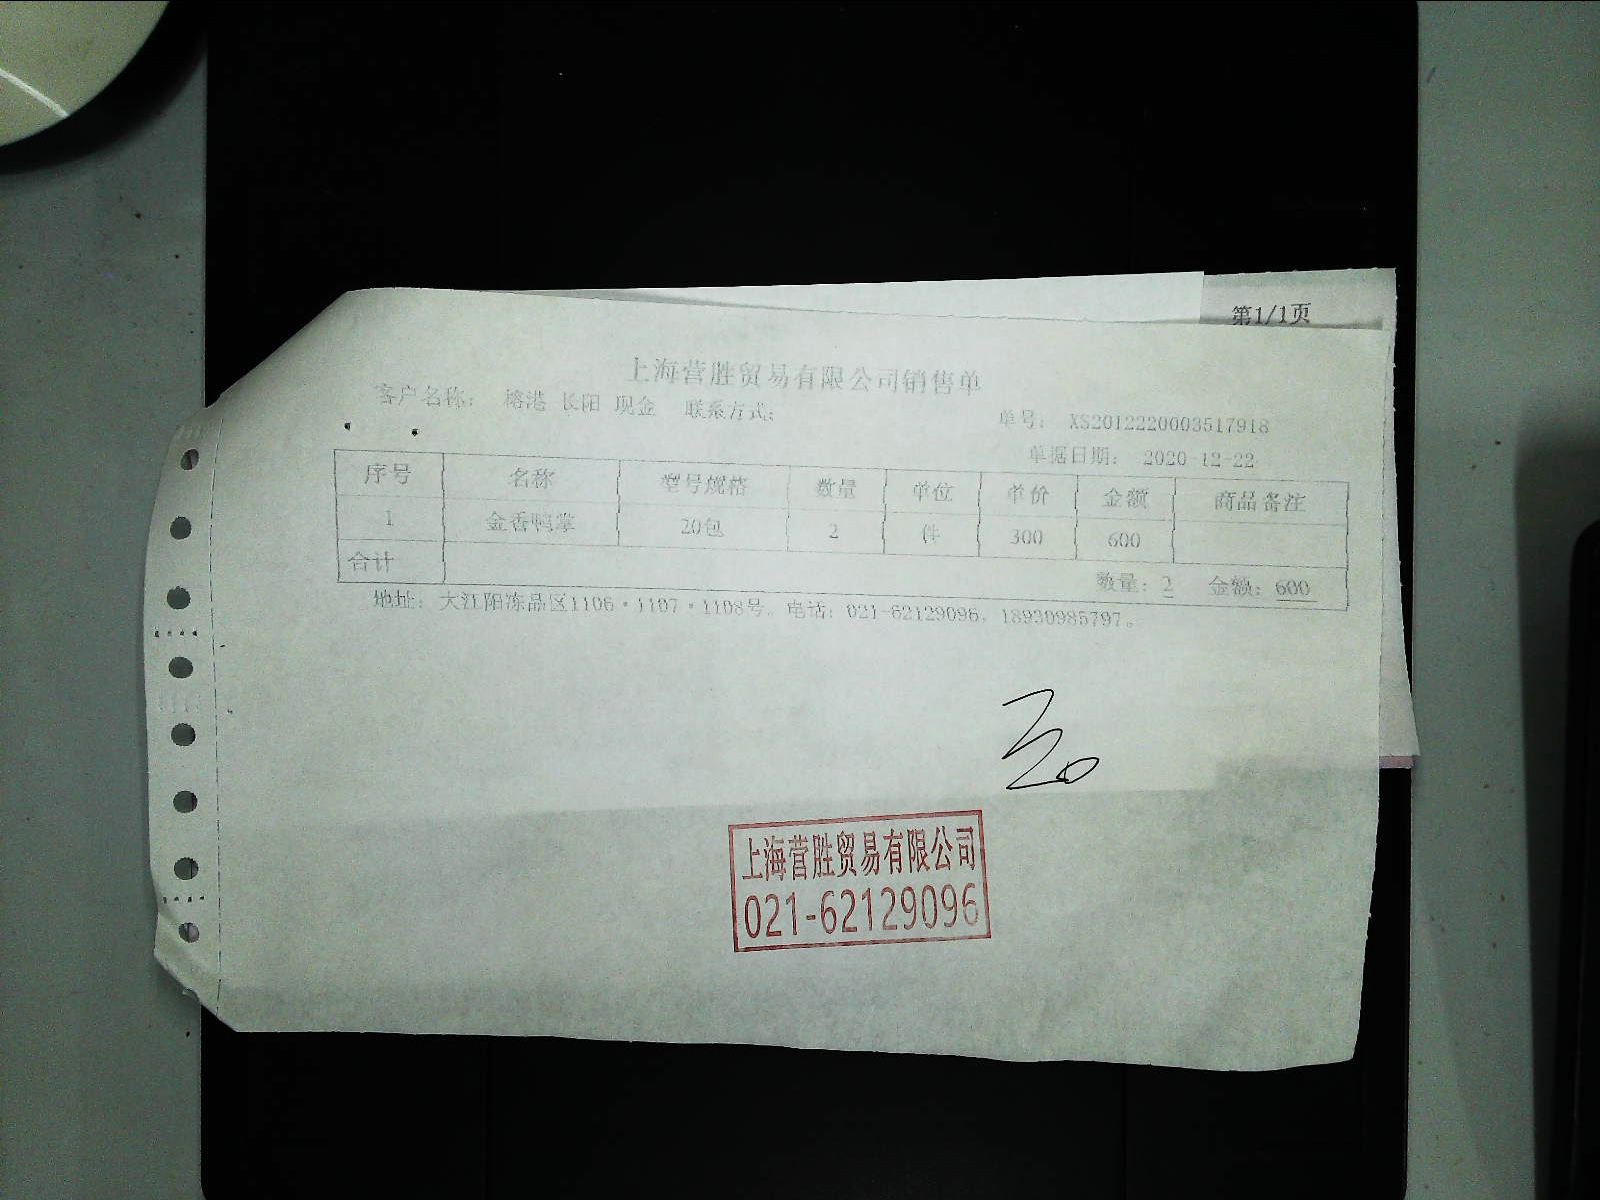 第1/1页
上海营胜贸易有限公司销售单
客户名称： 榕港 长阳 现金 联系方式：
单号： XS2012220003517918
单据日期： 2020-12-22
序号 名称 型号规格 数量 单位 单价 金额 商品备注
1 金香鸭掌 20包 2 件 300 600
合计 数量：2 金额：600
地址：大江阳冻品区1106·1107·1108号。电话：021-62129096，18930985797。
上海营胜贸易有限公司
021-62129096